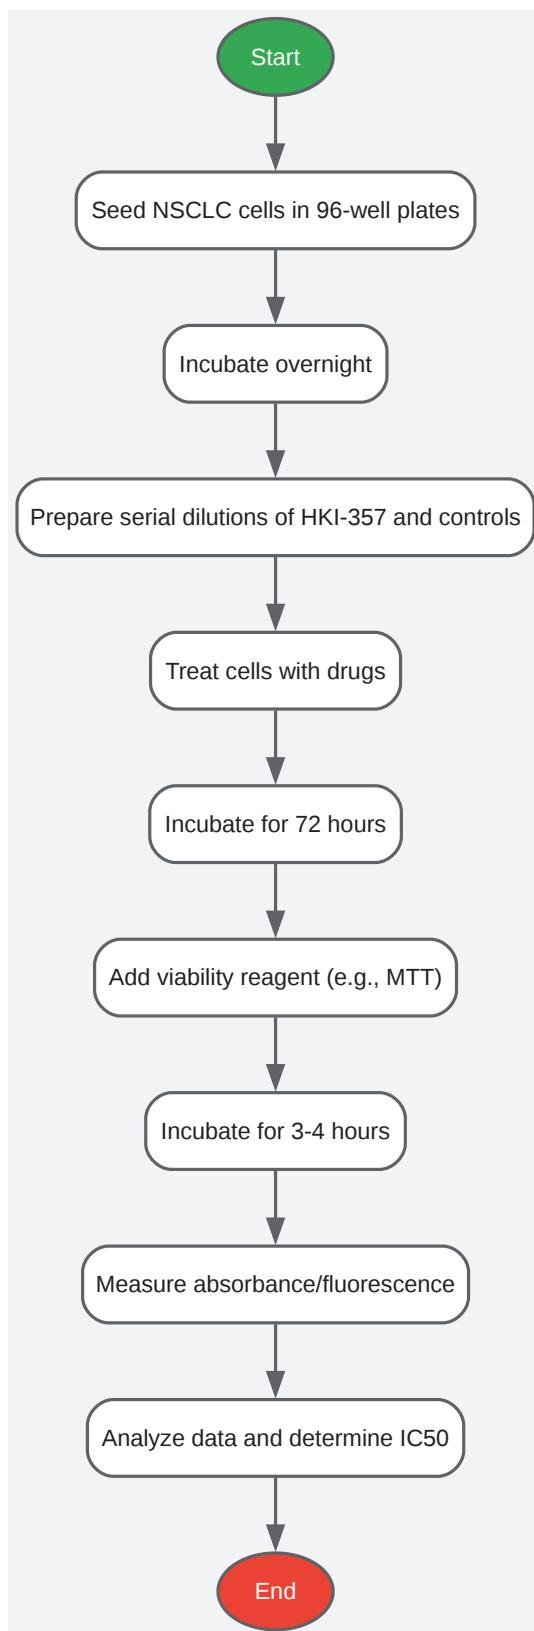 Start
Seed NSCLC cells in 96-well plates
Incubate overnight
Prepare serial dilutions of HKI-357 and controls
Treat cells with drugs
Incubate for 72 hours
Add viability reagent (e.g., MTT)
Incubate for 3-4 hours
Measure absorbance/fluorescence
Analyze data and determine IC50
End